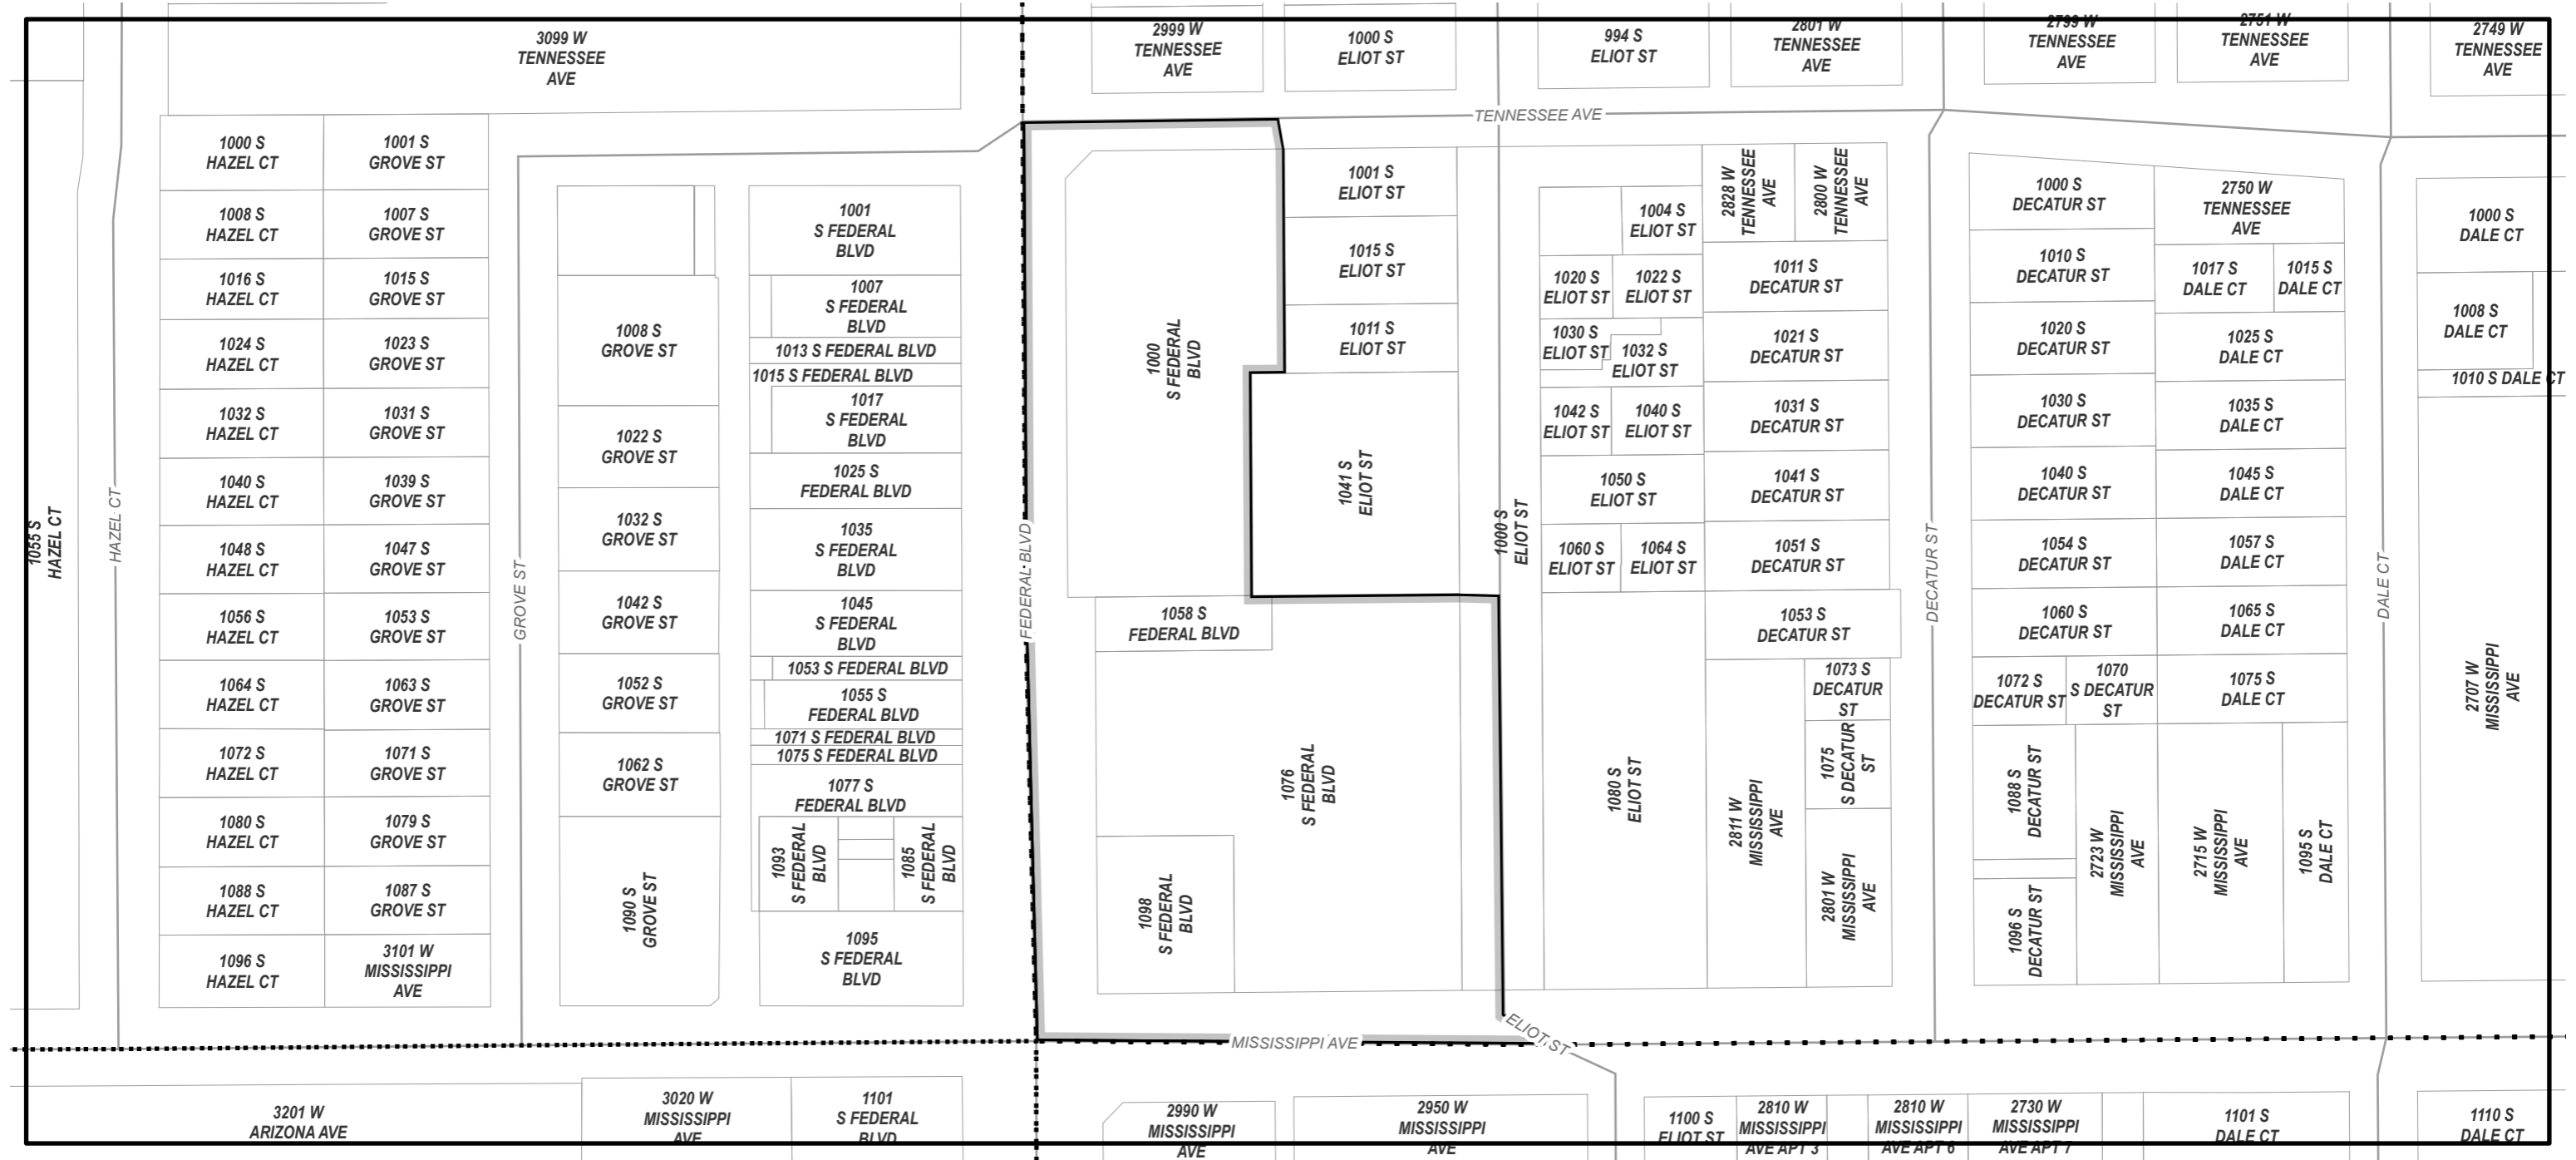 3099 W
TENNESSEE
AVE
2999 W
TENNESSEE
AVE
1000 S
ELIOT ST
994 S
ELIOT ST
2801 W
TENNESSEE
AVE
2799 W
TENNESSEE
AVE
2751 W
TENNESSEE
AVE
2749 W
TENNESSEE
AVE
TENNESSEE AVE
1055 S
HAZEL CT
HAZEL CT
1000 S
HAZEL CT
1008 S
HAZEL CT
1016 S
HAZEL CT
1024 S
HAZEL CT
1032 S
HAZEL CT
1040 S
HAZEL CT
1048 S
HAZEL CT
1056 S
HAZEL CT
1064 S
HAZEL CT
1072 S
HAZEL CT
1080 S
HAZEL CT
1088 S
HAZEL CT
1096 S
HAZEL CT
1001 S
GROVE ST
1007 S
GROVE ST
1015 S
GROVE ST
1023 S
GROVE ST
1031 S
GROVE ST
1039 S
GROVE ST
1047 S
GROVE ST
1053 S
GROVE ST
1063 S
GROVE ST
1071 S
GROVE ST
1079 S
GROVE ST
1087 S
GROVE ST
3101 W
MISSISSIPPI
AVE
GROVE ST
1008 S
GROVE ST
1022 S
GROVE ST
1032 S
GROVE ST
1042 S
GROVE ST
1052 S
GROVE ST
1062 S
GROVE ST
1090 S
GROVE ST
1001
S FEDERAL
BLVD
1007
S FEDERAL
BLVD
1013 S FEDERAL BLVD
1015 S FEDERAL BLVD
1017
S FEDERAL
BLVD
1025 S
FEDERAL BLVD
1035
S FEDERAL
BLVD
1045
S FEDERAL
BLVD
1053 S FEDERAL BLVD
1055 S
FEDERAL BLVD
1071 S FEDERAL BLVD
1075 S FEDERAL BLVD
1077 S
FEDERAL BLVD
1093
S FEDERAL
BLVD
1085
S FEDERAL
BLVD
1095
S FEDERAL
BLVD
FEDERAL BLVD
1000
S FEDERAL
BLVD
1058 S
FEDERAL BLVD
1076
S FEDERAL
BLVD
1098
S FEDERAL
BLVD
1001 S
ELIOT ST
1015 S
ELIOT ST
1011 S
ELIOT ST
1041 S
ELIOT ST
1000 S
ELIOT ST
1004 S
ELIOT ST
1020 S
ELIOT ST
1022 S
ELIOT ST
1030 S
ELIOT ST
1032 S
ELIOT ST
1042 S
ELIOT ST
1040 S
ELIOT ST
1050 S
ELIOT ST
1060 S
ELIOT ST
1064 S
ELIOT ST
1080 S
ELIOT ST
2828 W
TENNESSEE
AVE
2800 W
TENNESSEE
AVE
1011 S
DECATUR ST
1021 S
DECATUR ST
1031 S
DECATUR ST
1041 S
DECATUR ST
1051 S
DECATUR ST
1053 S
DECATUR ST
1073 S
DECATUR
ST
1075
S DECATUR
ST
2811 W
MISSISSIPPI
AVE
2801 W
MISSISSIPPI
AVE
DECATUR ST
1000 S
DECATUR ST
1010 S
DECATUR ST
1020 S
DECATUR ST
1030 S
DECATUR ST
1040 S
DECATUR ST
1054 S
DECATUR ST
1060 S
DECATUR ST
1072 S
DECATUR ST
1070
S DECATUR
ST
1088 S
DECATUR ST
1096 S
DECATUR ST
2723 W
MISSISSIPPI
AVE
2750 W
TENNESSEE
AVE
1017 S
DALE CT
1015 S
DALE CT
1025 S
DALE CT
1035 S
DALE CT
1045 S
DALE CT
1057 S
DALE CT
1065 S
DALE CT
1075 S
DALE CT
2715 W
MISSISSIPPI
AVE
1095 S
DALE CT
DALE CT
1000 S
DALE CT
1008 S
DALE CT
1010 S DALE CT
2707 W
MISSISSIPPI
AVE
MISSISSIPPI AVE
ELIOT ST
3201 W
ARIZONA AVE
3020 W
MISSISSIPPI
AVE
1101
S FEDERAL
BLVD
2990 W
MISSISSIPPI
AVE
2950 W
MISSISSIPPI
AVE
1100 S
ELIOT ST
2810 W
MISSISSIPPI
AVE APT 3
2810 W
MISSISSIPPI
AVE APT 6
2730 W
MISSISSIPPI
AVE APT 7
1101 S
DALE CT
1110 S
DALE CT